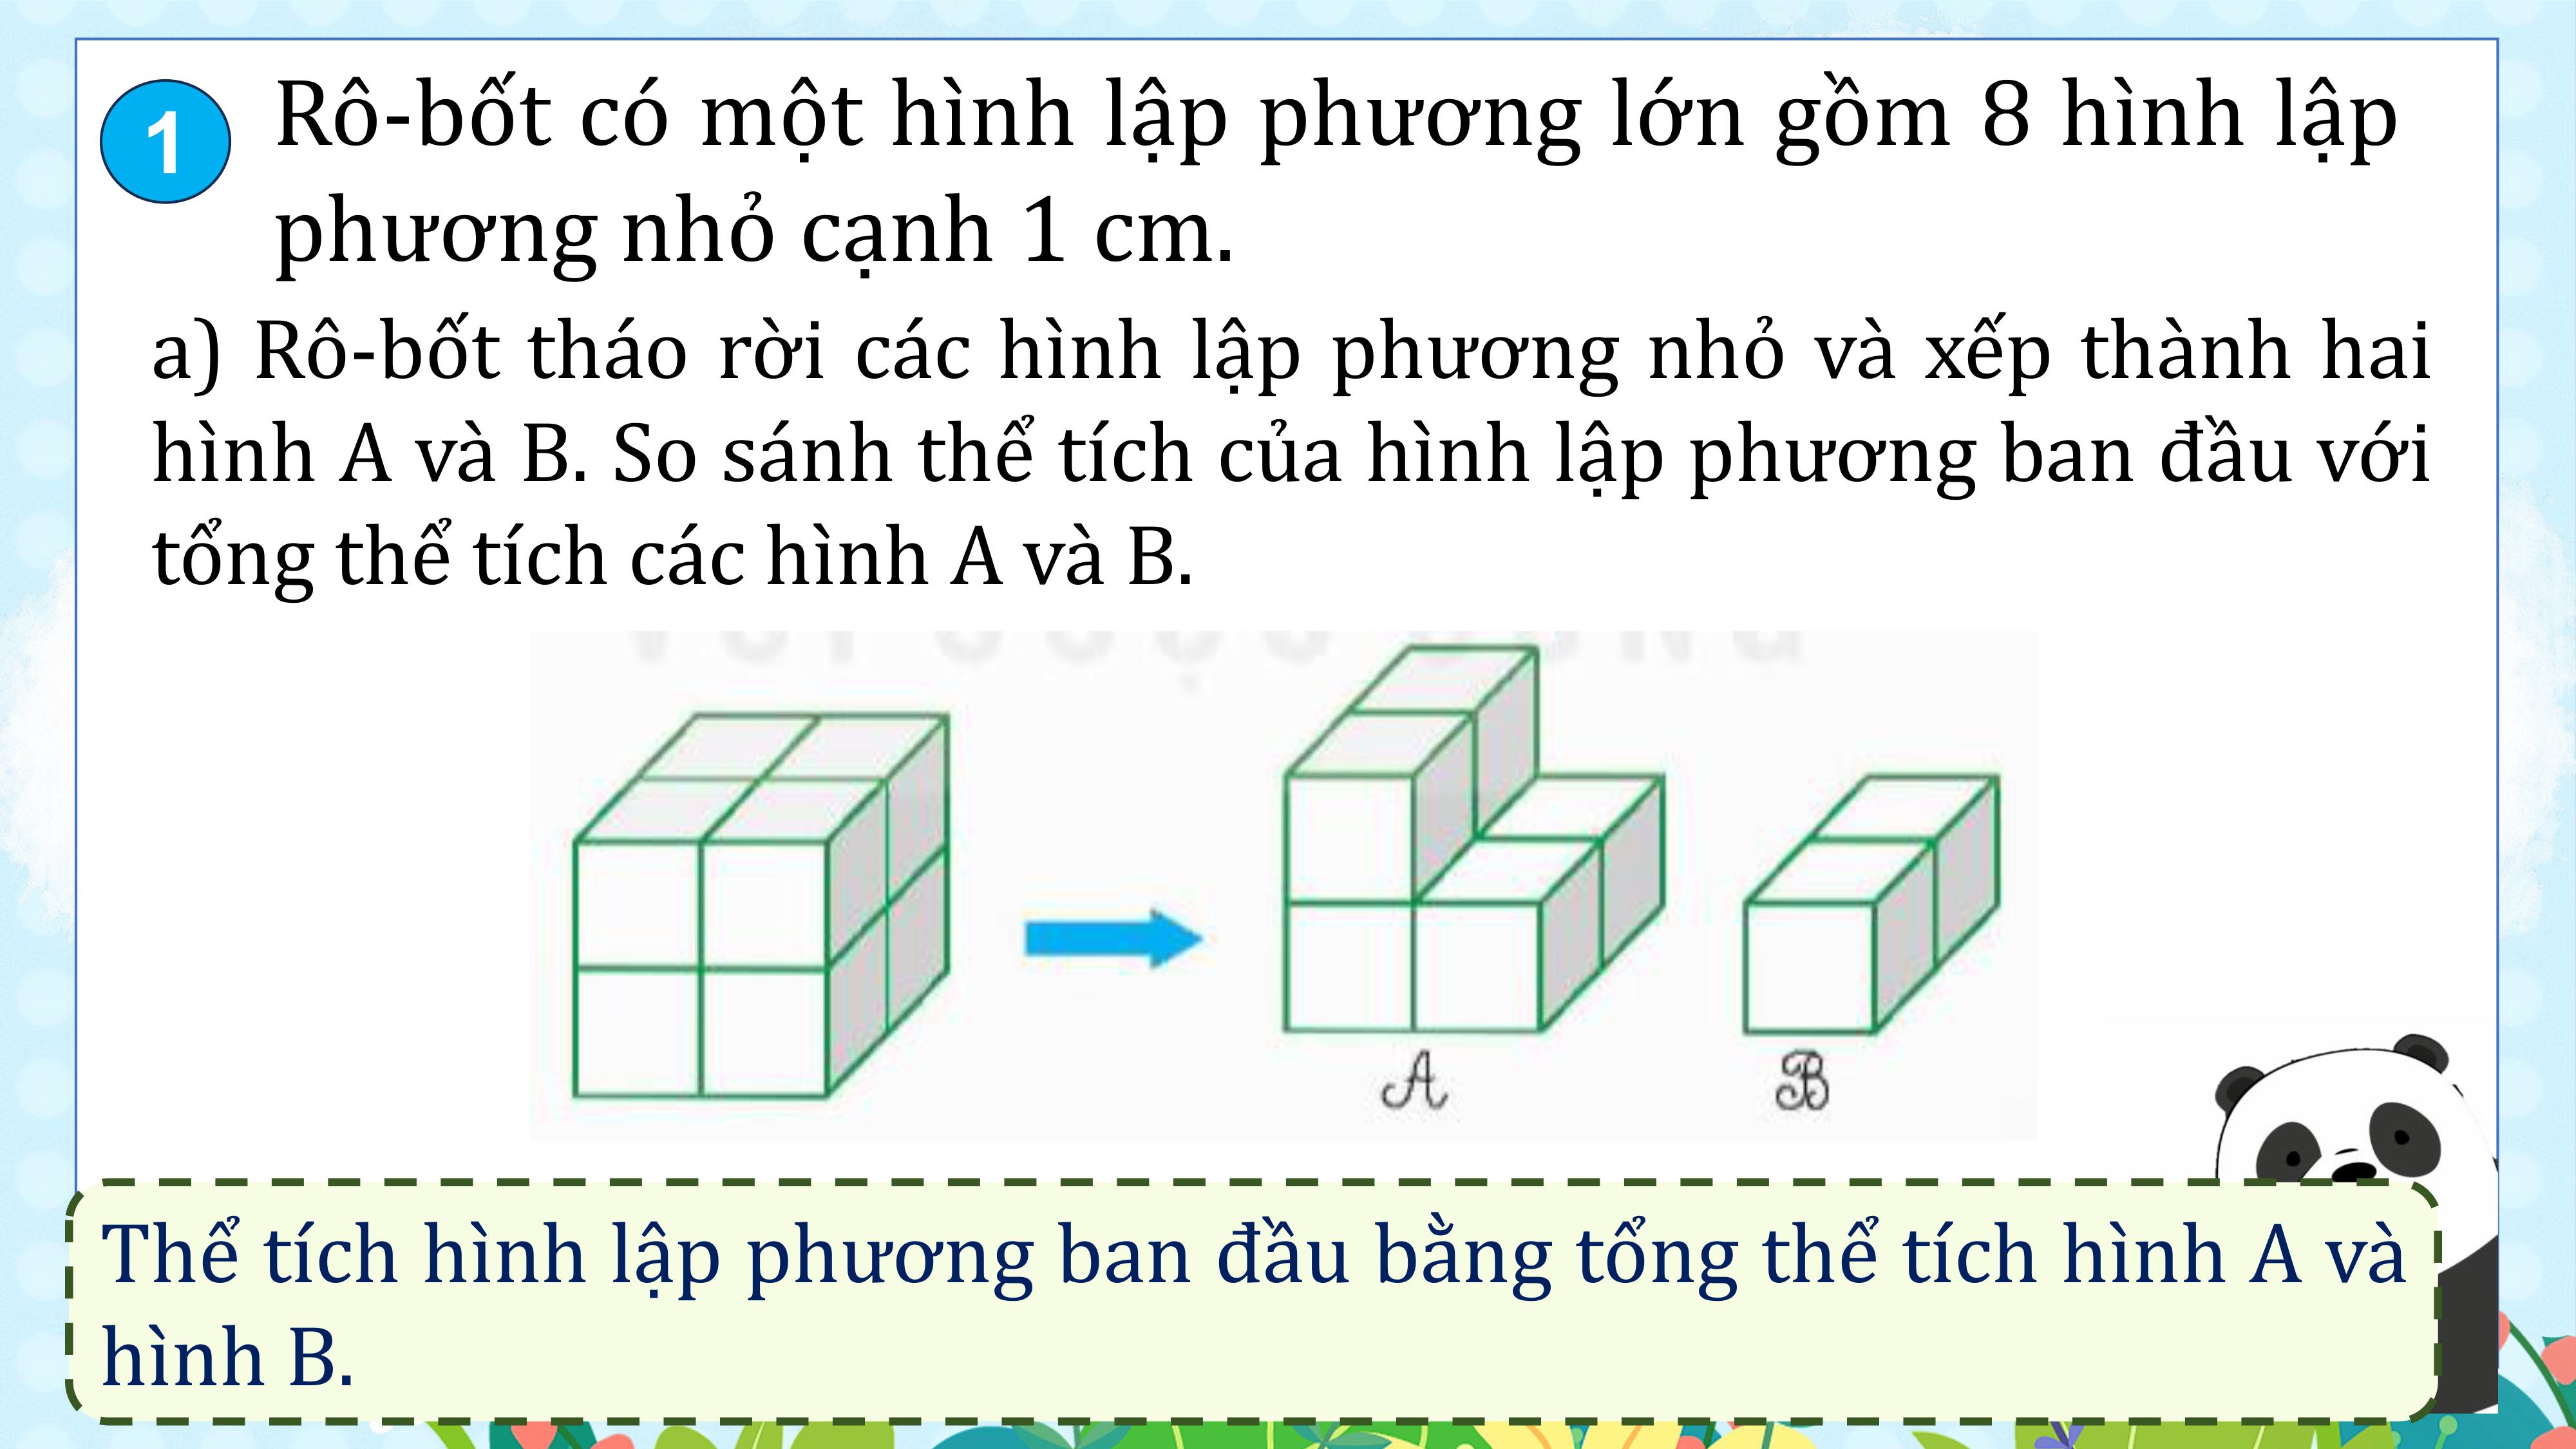 1
Rô-bốt có một hình lập phương lớn gồm 8 hình lập
phương nhỏ cạnh 1 cm.
a) Rô-bốt tháo rời các hình lập phương nhỏ và xếp thành hai
hình A và B. So sánh thể tích của hình lập phương ban đầu với
tổng thể tích các hình A và B.
A
B
Thể tích hình lập phương ban đầu bằng tổng thể tích hình A và
hình B.